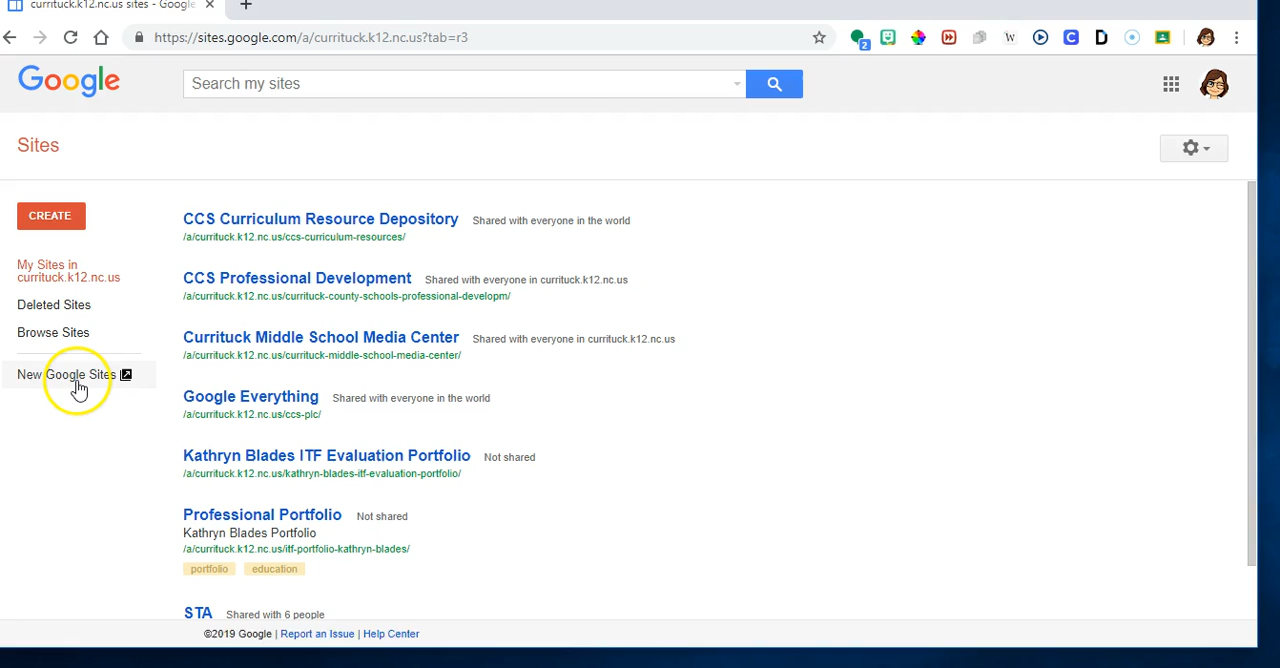 currituck.k12.nc.us sites - Google
https://sites.google.com/a/currituck.k12.nc.us?tab=r3
2
W
C
D
Google
Search my sites
Sites
CREATE
My Sites in
currituck.k12.nc.us
Deleted Sites
Browse Sites
New Google Sites
CCS Curriculum Resource Depository Shared with everyone in the world
/a/currituck.k12.nc.us/ccs-curriculum-resources/
CCS Professional Development Shared with everyone in currituck.k12.nc.us
/a/currituck.k12.nc.us/currituck-county-schools-professional-developm/
Currituck Middle School Media Center Shared with everyone in currituck.k12.nc.us
/a/currituck.k12.nc.us/currituck-middle-school-media-center/
Google Everything Shared with everyone in the world
/a/currituck.k12.nc.us/ccs-plc/
Kathryn Blades ITF Evaluation Portfolio Not shared
/a/currituck.k12.nc.us/kathryn-blades-itf-evaluation-portfolio/
Professional Portfolio Not shared
Kathryn Blades Portfolio
/a/currituck.k12.nc.us/itf-portfolio-kathryn-blades/
portfolio education
STA Shared with 6 people
©2019 Google | Report an Issue | Help Center